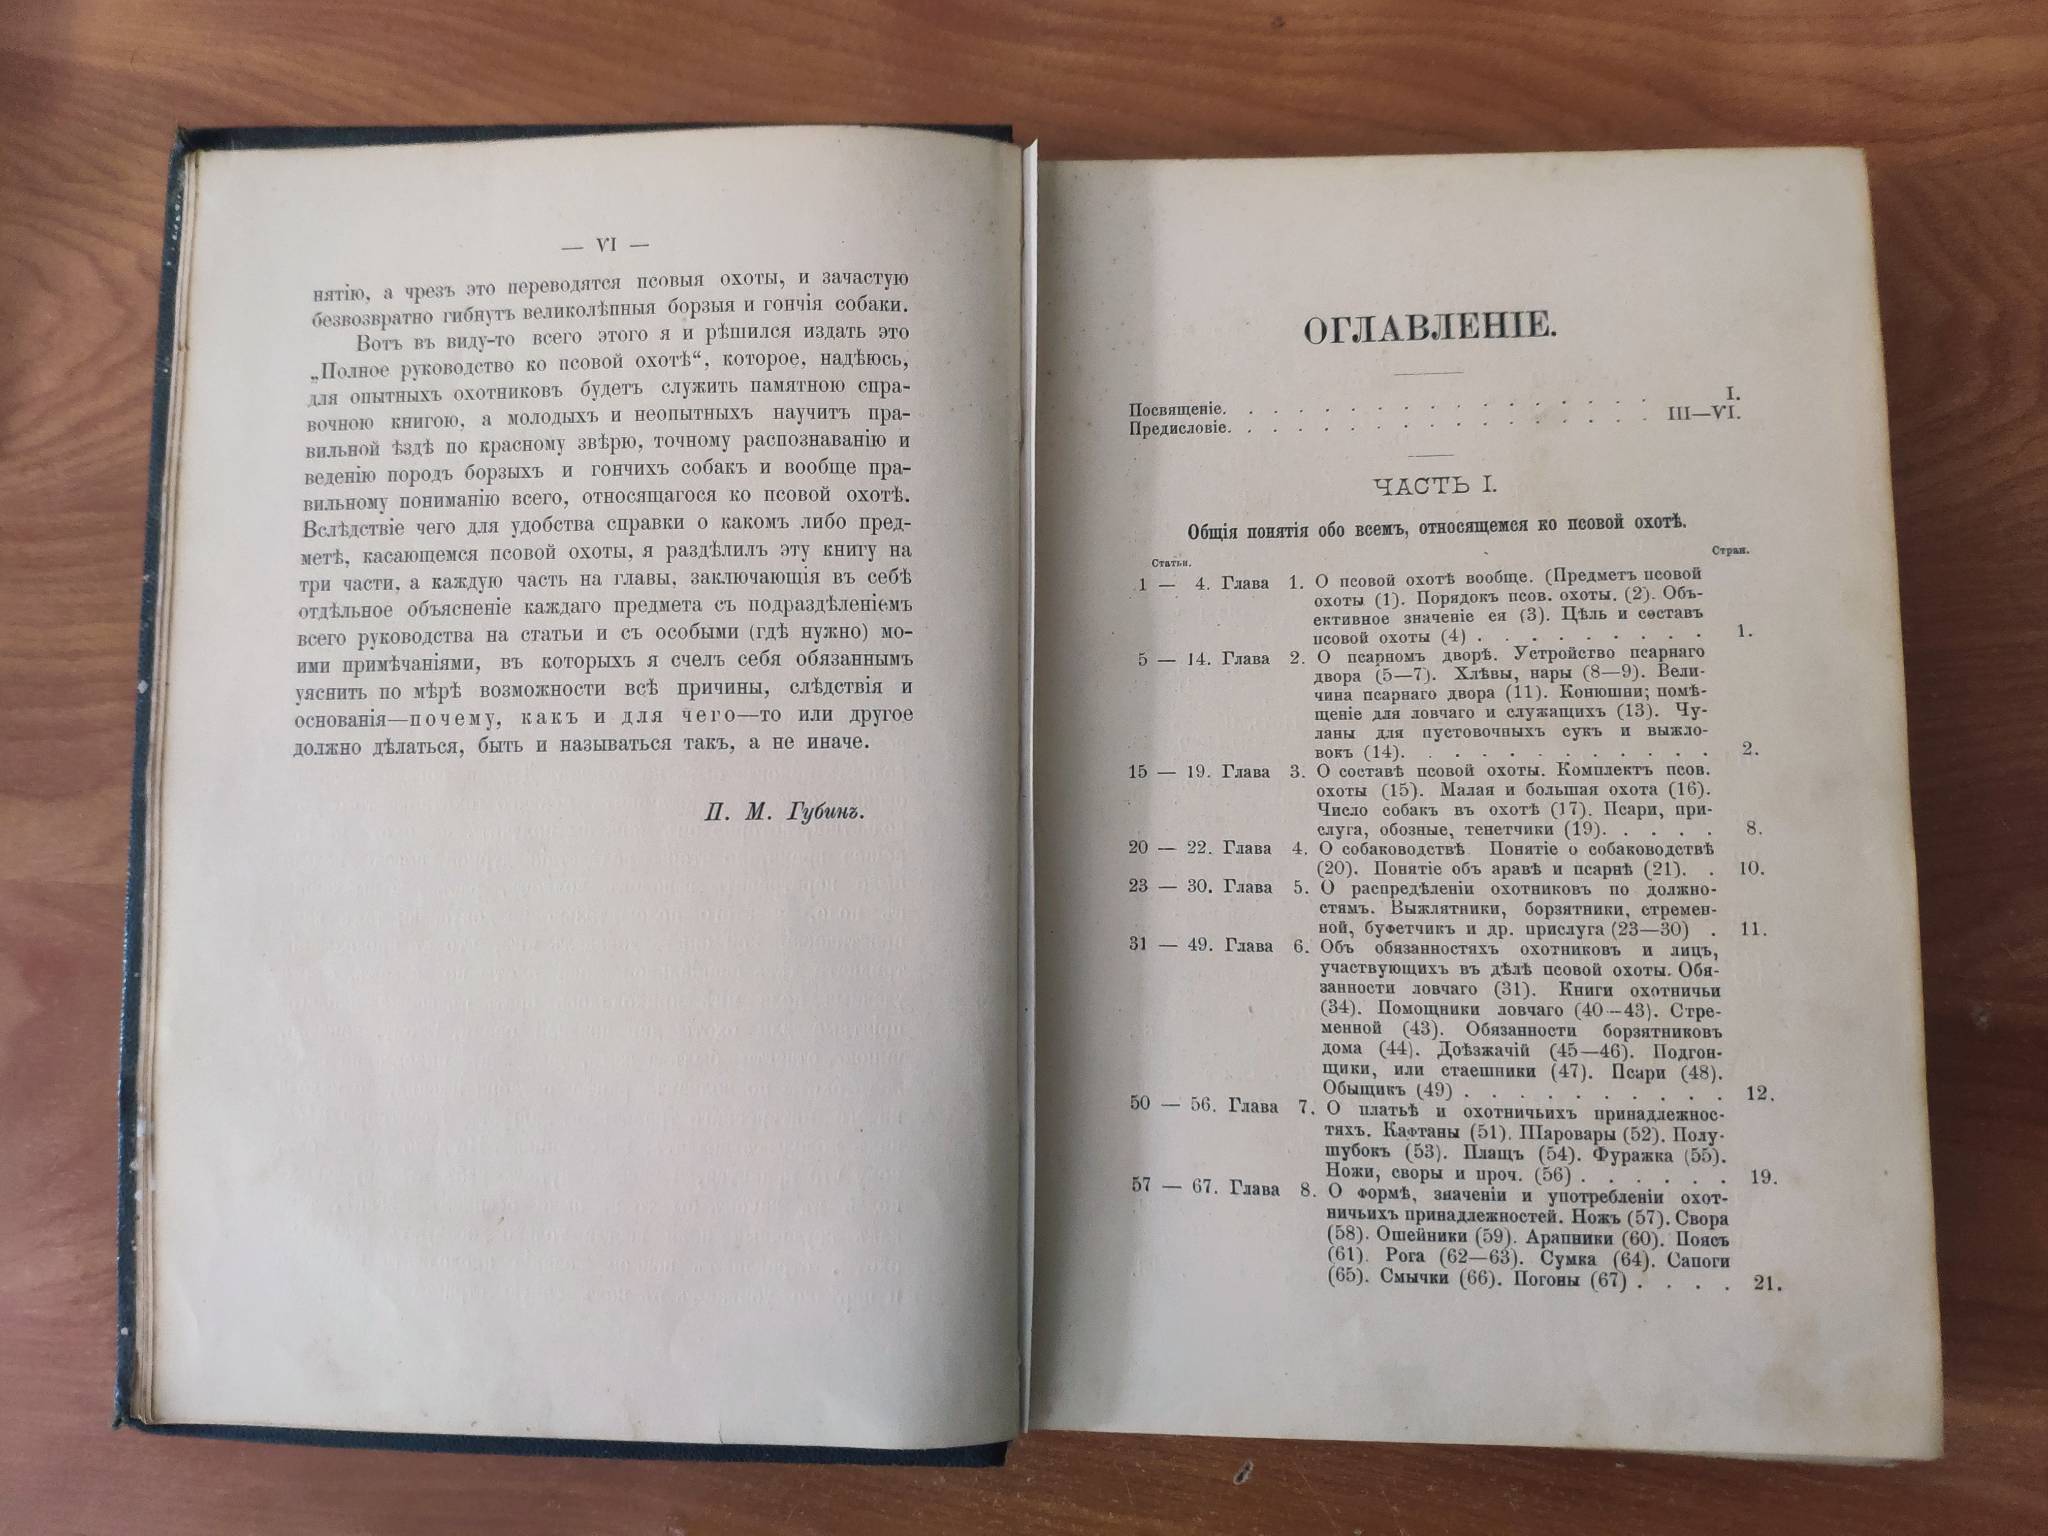 — VI —
нятію, а чрезъ это переводятся псовыя охоты, и зачастую
безвозвратно гибнутъ великолѣпныя борзыя и гончія собаки.
Вотъ въ виду-то всего этого я и рѣшился издать это
„Полное руководство ко псовой охотѣ“, которое, надѣюсь,
для опытныхъ охотниковъ будетъ служить памятною спра-
вочною книгою, а молодыхъ и неопытныхъ научитъ пра-
вильной ѣздѣ по красному звѣрю, точному распознаванію и
веденію породъ борзыхъ и гончихъ собакъ и вообще пра-
вильному пониманію всего, относящагося ко псовой охотѣ.
Вслѣдствіе чего для удобства справки о какомъ либо пред-
метѣ, касающемся псовой охоты, я раздѣлилъ эту книгу на
три части, а каждую часть на главы, заключающія въ себѣ
отдѣльное объясненіе каждаго предмета съ подраздѣленіемъ
всего руководства на статьи и съ особыми (гдѣ нужно) мо-
ими примѣчаніями, въ которыхъ я счелъ себя обязаннымъ
уяснить по мѣрѣ возможности всѣ причины, слѣдствія и
основанія—почему, какъ и для чего—то или другое
должно дѣлаться, быть и называться такъ, а не иначе.
П. М. Губинъ.
ОГЛАВЛЕНІЕ.
Посвященіе. . . . . . . . . . . . . . . . . . I.
Предисловіе. . . . . . . . . . . . . . . . . . III—VI.
ЧАСТЬ I.
Общія понятія обо всемъ, относящемся ко псовой охотѣ.
Статьи. Стран.
1 — 4. Глава 1. О псовой охотѣ вообще. (Предметъ псовой
охоты (1). Порядокъ псов. охоты. (2). Объ-
ективное значеніе ея (3). Цѣль и составъ
псовой охоты (4) . . . . . . . . . . 1.
5 — 14. Глава 2. О псарномъ дворѣ. Устройство псарнаго
двора (5—7). Хлѣвы, нары (8—9). Вели-
чина псарнаго двора (11). Конюшни; помѣ-
щеніе для ловчаго и служащихъ (13). Чу-
ланы для пустовочныхъ сукъ и выжло-
вокъ (14). . . . . . . . . . . . 2.
15 — 19. Глава 3. О составѣ псовой охоты. Комплектъ псов.
охоты (15). Малая и большая охота (16).
Число собакъ въ охотѣ (17). Псари, при-
слуга, обозные, тенетчики (19). . . . . 8.
20 — 22. Глава 4. О собаководствѣ. Понятіе о собаководствѣ
(20). Понятіе объ аравѣ и псарнѣ (21). . 10.
23 — 30. Глава 5. О распредѣленіи охотниковъ по должно-
стямъ. Выжлятники, борзятники, стремен-
ной, буфетчикъ и др. прислуга (23—30) . 11.
31 — 49. Глава 6. Объ обязанностяхъ охотниковъ и лицъ,
участвующихъ въ дѣлѣ псовой охоты. Обя-
занности ловчаго (31). Книги охотничьи
(34). Помощники ловчаго (40—43). Стре-
менной (43). Обязанности борзятниковъ
дома (44). Доѣзжачій (45—46). Подгон-
щики, или стаешники (47). Псари (48).
Обыщикъ (49) . . . . . . . . . . . 12.
50 — 56. Глава 7. О платьѣ и охотничьихъ принадлежнос-
тяхъ. Кафтаны (51). Шаровары (52). Полу-
шубокъ (53). Плащъ (54). Фуражка (55).
Ножи, своры и проч. (56) . . . . . . 19.
57 — 67. Глава 8. О формѣ, значеніи и употребленіи охот-
ничьихъ принадлежностей. Ножъ (57). Свора
(58). Ошейники (59). Арапники (60). Поясъ
(61). Рога (62—63). Сумка (64). Сапоги
(65). Смычки (66). Погоны (67) . . . . 21.